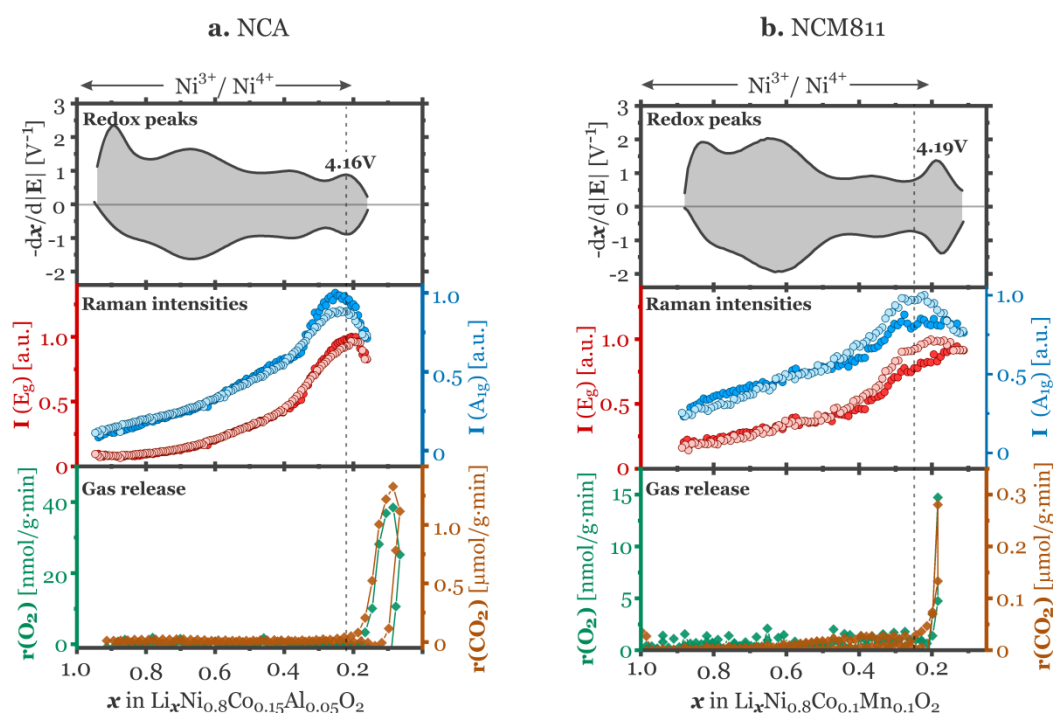 a. NCA
Ni³⁺/ Ni⁴⁺
Redox peaks
4.16V
-dx/d|E| [V⁻¹]
3
2
1
0
-1
-2
Raman intensities
I (E_g) [a.u.]
1.0
0.5
0
I (A₁g) [a.u.]
1.0
0.5
0
Gas release
r(O₂) [nmol/g·min]
40
20
0
r(CO₂) [µmol/g·min]
1.0
0.5
0.0
1.0 0.8 0.6 0.4 0.2
x in LiₓNi₀.₈Co₀.₁₅Al₀.₀₅O₂
b. NCM811
Ni³⁺/ Ni⁴⁺
Redox peaks
4.19V
-dx/d|E| [V⁻¹]
3
2
1
0
-1
-2
Raman intensities
I (E_g) [a.u.]
1.0
0.5
0
I (A₁g) [a.u.]
1.0
0.5
0
Gas release
r(O₂) [nmol/g·min]
15
10
5
0
r(CO₂) [µmol/g·min]
0.3
0.2
0.1
0.0
1.0 0.8 0.6 0.4 0.2
x in LiₓNi₀.₈Co₀.₁Mn₀.₁O₂